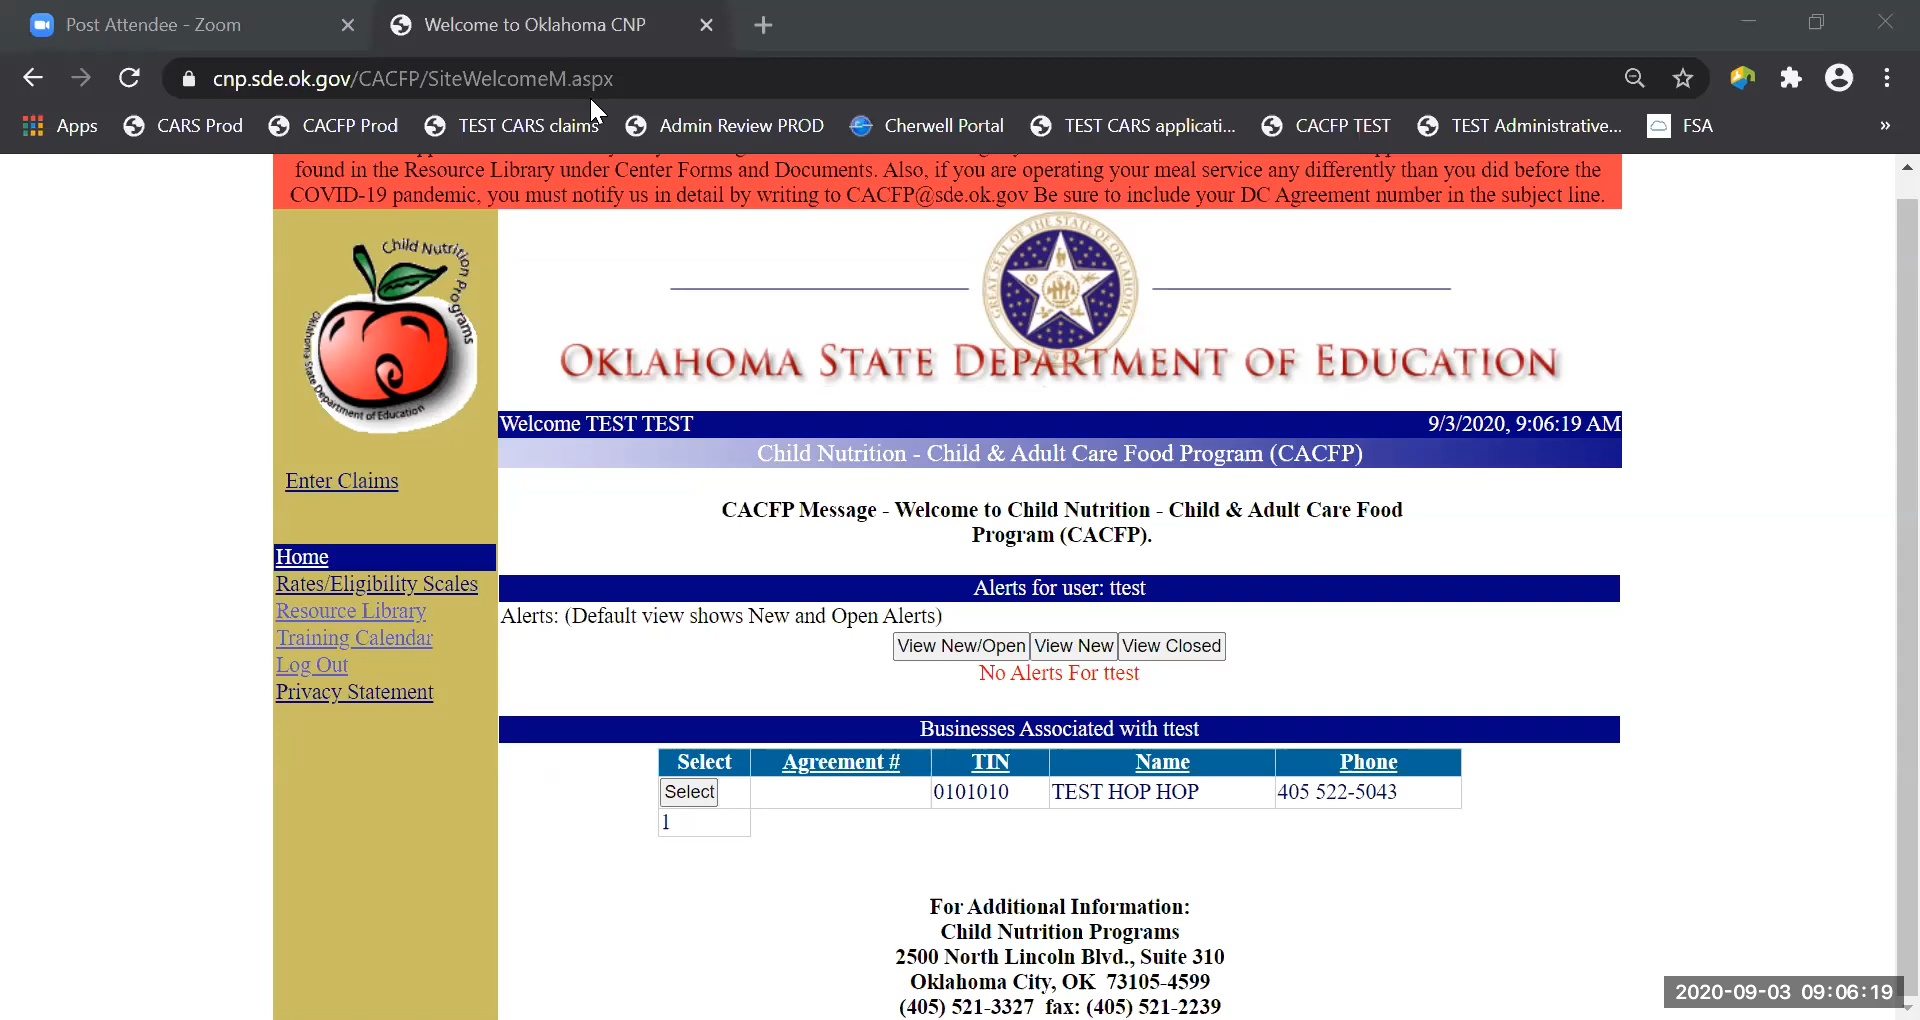 Post Attendee - Zoom
Welcome to Oklahoma CNP
cnp.sde.ok.gov/CACFP/SiteWelcomeM.aspx
Apps CARS Prod CACFP Prod TEST CARS claims Admin Review PROD Cherwell Portal TEST CARS applicati... CACFP TEST TEST Administrative... FSA »
found in the Resource Library under Center Forms and Documents. Also, if you are operating your meal service any differently than you did before the
COVID-19 pandemic, you must notify us in detail by writing to CACFP@sde.ok.gov Be sure to include your DC Agreement number in the subject line.
Child Nutrition Programs
Oklahoma State Department of Education
GREAT SEAL OF THE STATE OF OKLAHOMA
OKLAHOMA STATE DEPARTMENT OF EDUCATION
Welcome TEST TEST 9/3/2020, 9:06:19 AM
Child Nutrition - Child & Adult Care Food Program (CACFP)
Enter Claims
Home
Rates/Eligibility Scales
Resource Library
Training Calendar
Log Out
Privacy Statement
CACFP Message - Welcome to Child Nutrition - Child & Adult Care Food
Program (CACFP).
Alerts for user: ttest
Alerts: (Default view shows New and Open Alerts)
View New/Open View New View Closed
No Alerts For ttest
Businesses Associated with ttest
Select Agreement # TIN Name Phone
Select 0101010 TEST HOP HOP 405 522-5043
1
For Additional Information:
Child Nutrition Programs
2500 North Lincoln Blvd., Suite 310
Oklahoma City, OK 73105-4599
(405) 521-3327 fax: (405) 521-2239
2020-09-03 09:06:19